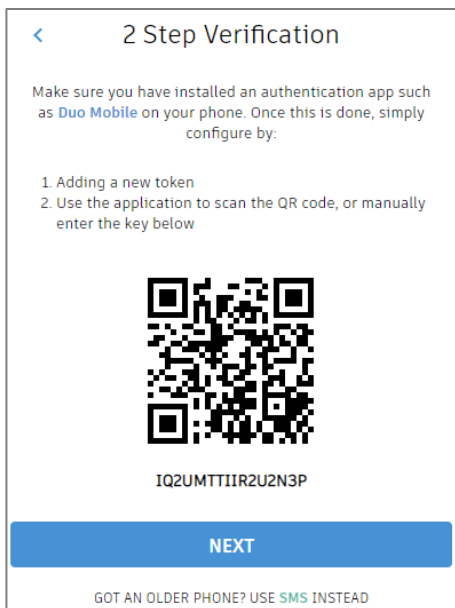 2 Step Verification
Make sure you have installed an authentication app such
as Duo Mobile on your phone. Once this is done, simply
configure by:
1. Adding a new token
2. Use the application to scan the QR code, or manually
enter the key below
IQ2UMTTIIR2U2N3P
NEXT
GOT AN OLDER PHONE? USE SMS INSTEAD